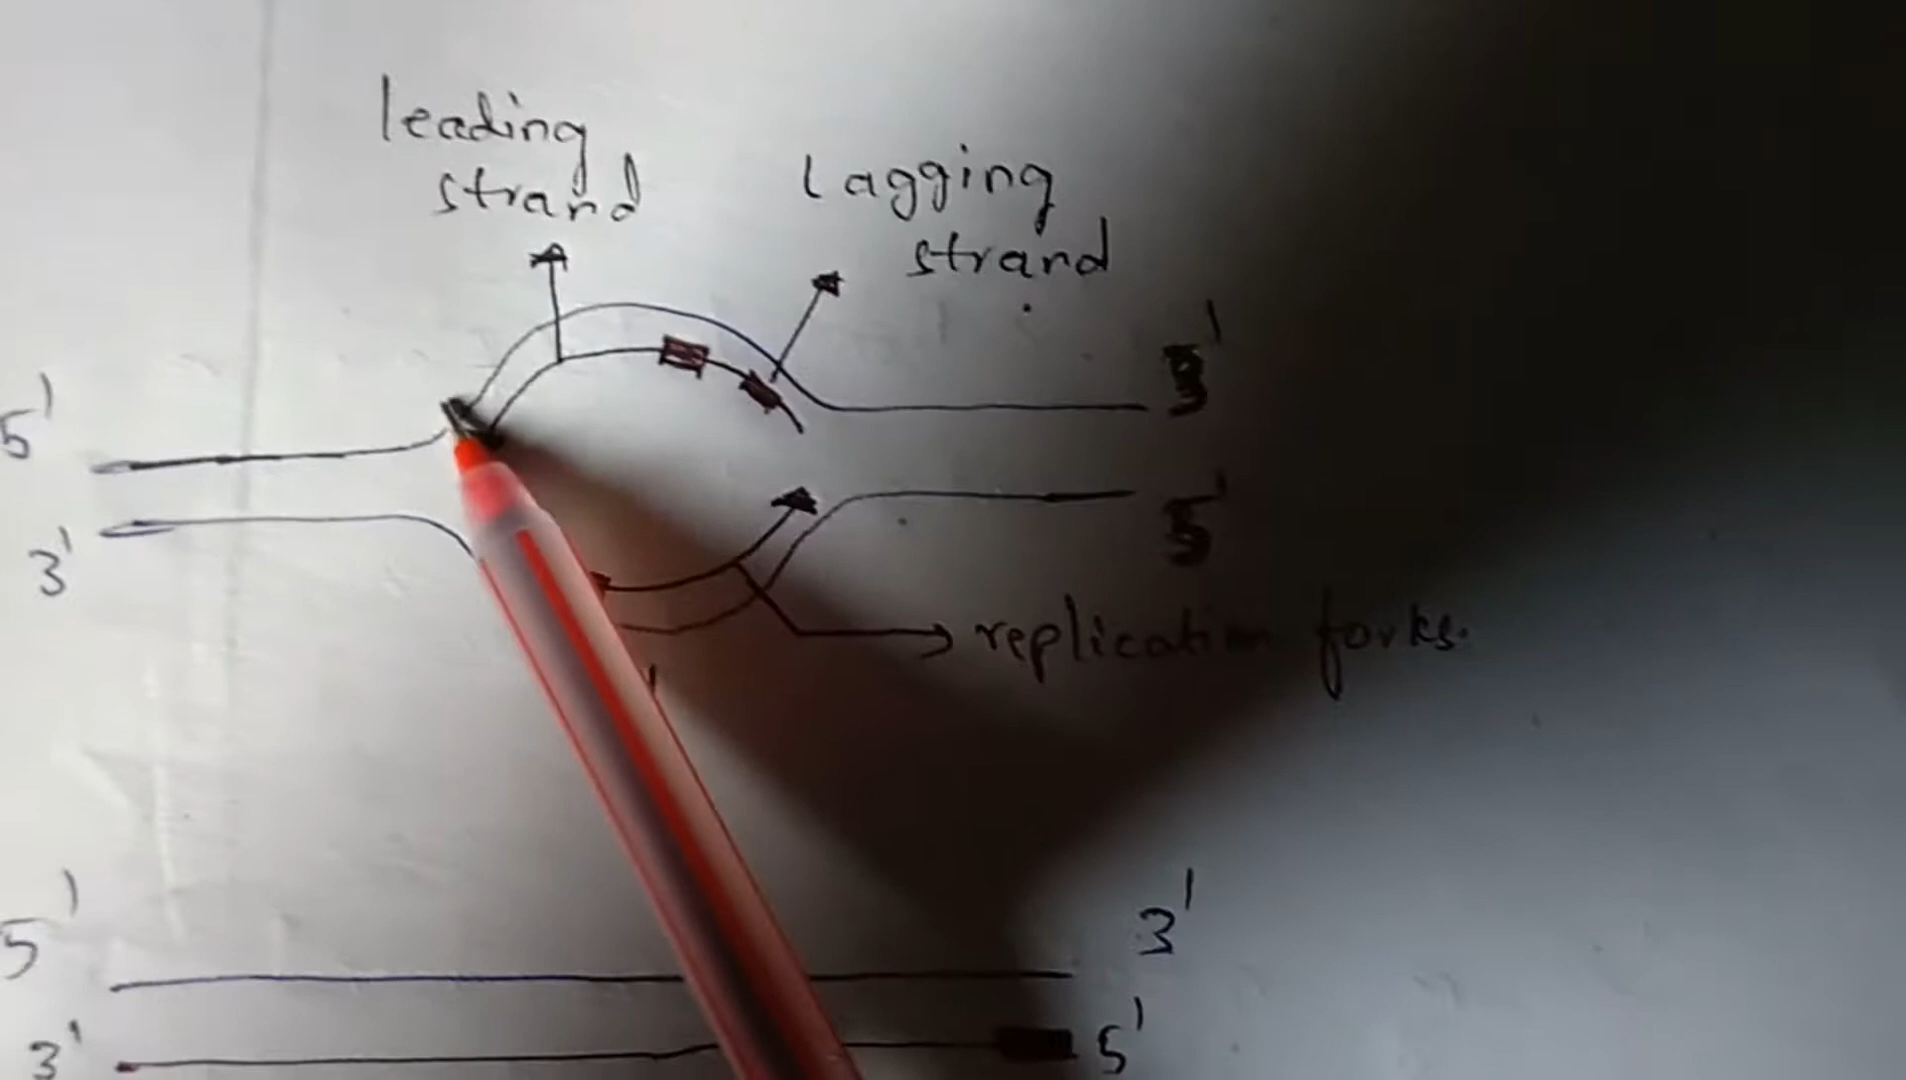 leading
strand
lagging
strand
5'
3'
3'
5'
replication forks.
5'
3'
3'
5'